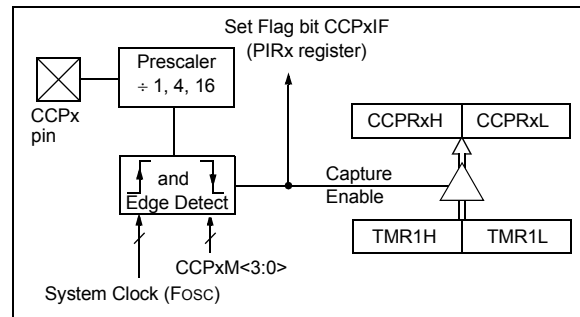 Set Flag bit CCPxIF
(PIRx register)
Prescaler
÷ 1, 4, 16
CCPx
pin
CCPRxH CCPRxL
and
Edge Detect
Capture
Enable
TMR1H TMR1L
CCPxM<3:0>
System Clock (FOSC)